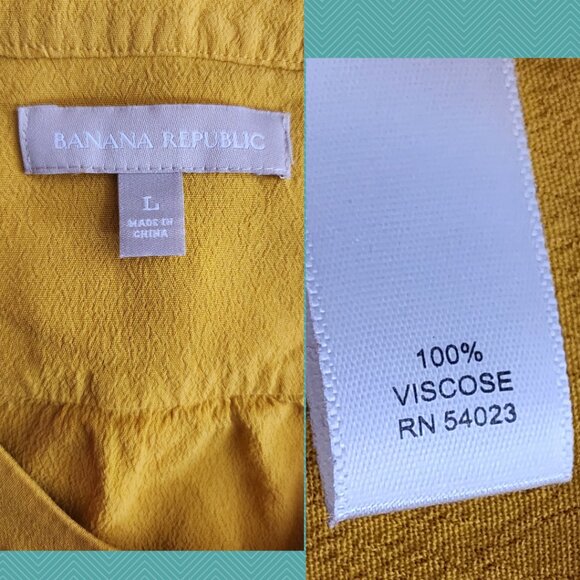 BANANA REPUBLIC
L
MADE IN
CHINA
100%
VISCOSE
RN 54023